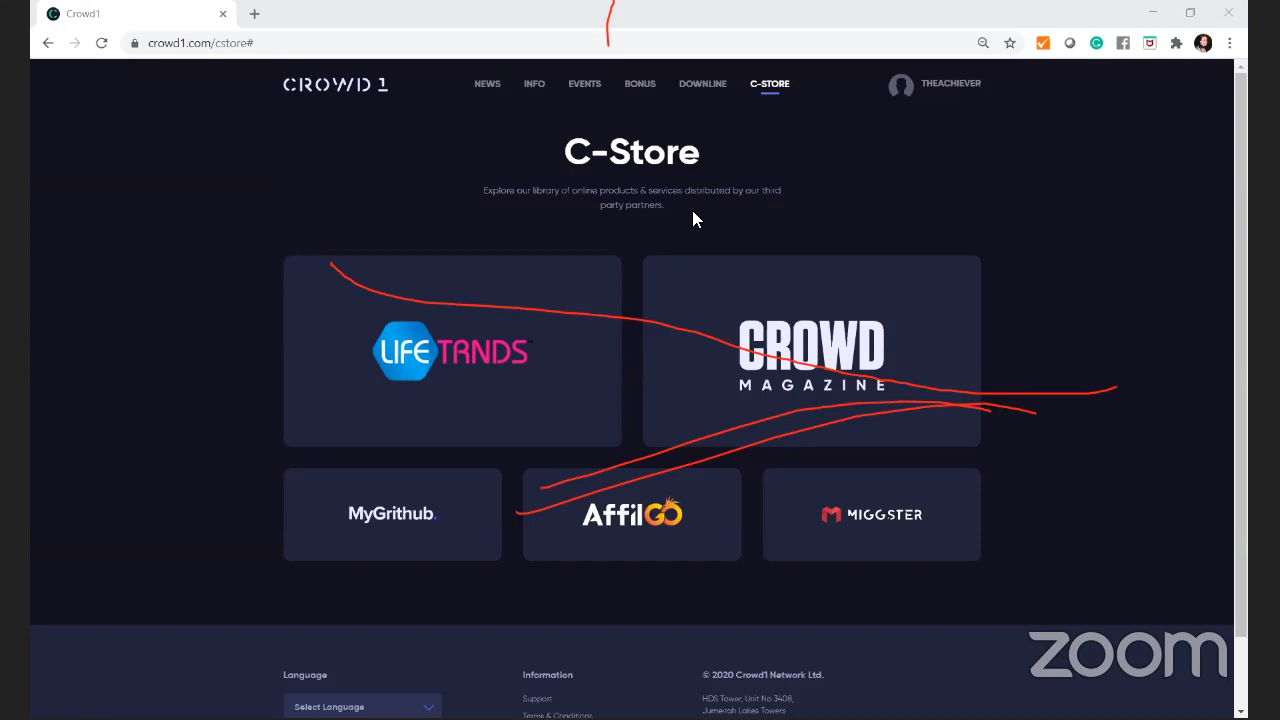 Crowd1
crowd1.com/cstore#
CROWD 1
NEWS
INFO
EVENTS
BONUS
DOWNLINE
C-STORE
THEACHIEVER
C-Store
Explore our library of online products & services distributed by our third
party partners.
LIFE TRNDS
CROWD
MAGAZINE
MyGrithub.
AffilGO
MIGGSTER
zoom
Language
Information
© 2020 Crowd1 Network Ltd.
Select Language
Support
HDS Tower, Unit No 3408,
Terms & Conditions
Jumeirah Lakes Towers